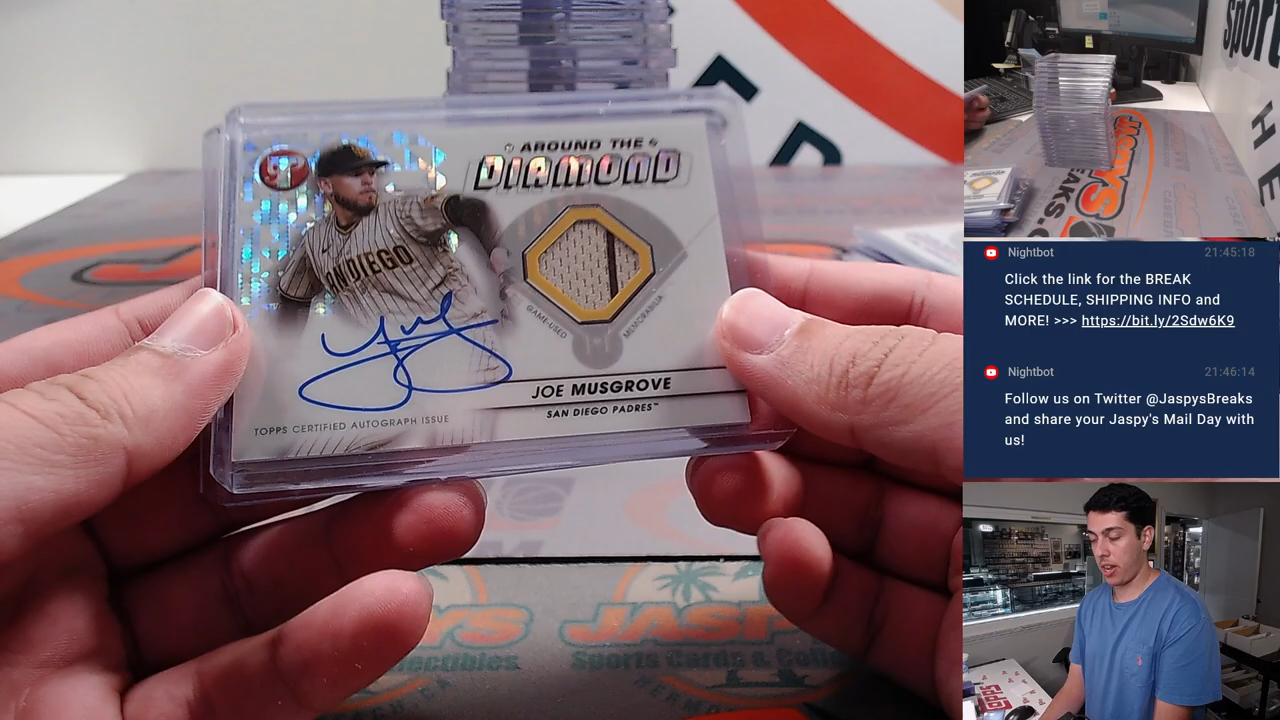 AROUND THE
DIAMOND
SAN DIEGO
GAME-USED
MEMORABILIA
JOE MUSGROVE
SAN DIEGO PADRES™
TOPPS CERTIFIED AUTOGRAPH ISSUE
JASPY
Sports Cards & Colle
Nightbot
21:45:18
Click the link for the BREAK
SCHEDULE, SHIPPING INFO and
MORE! >>> https://bit.ly/2Sdw6K9
Nightbot
21:46:14
Follow us on Twitter @JaspysBreaks
and share your Jaspy's Mail Day with
us!